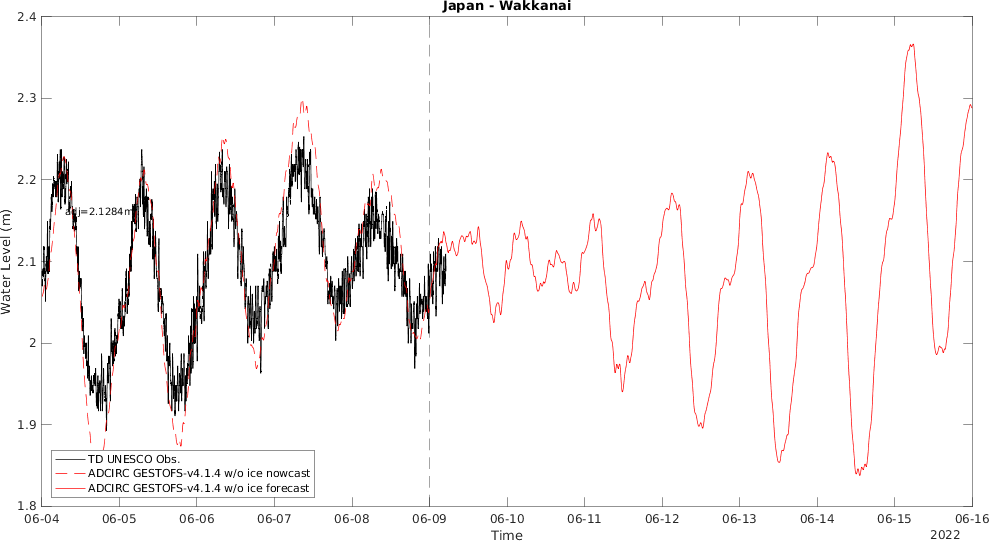 Japan - Wakkanai
2.4
2.3
2.2
2.1
2
1.9
1.8
Water Level (m)
adj=2.1284m
TD UNESCO Obs.
ADCIRC GESTOFS-v4.1.4 w/o ice nowcast
ADCIRC GESTOFS-v4.1.4 w/o ice forecast
06-04 06-05 06-06 06-07 06-08 06-09 06-10 06-11 06-12 06-13 06-14 06-15 06-16
Time
2022